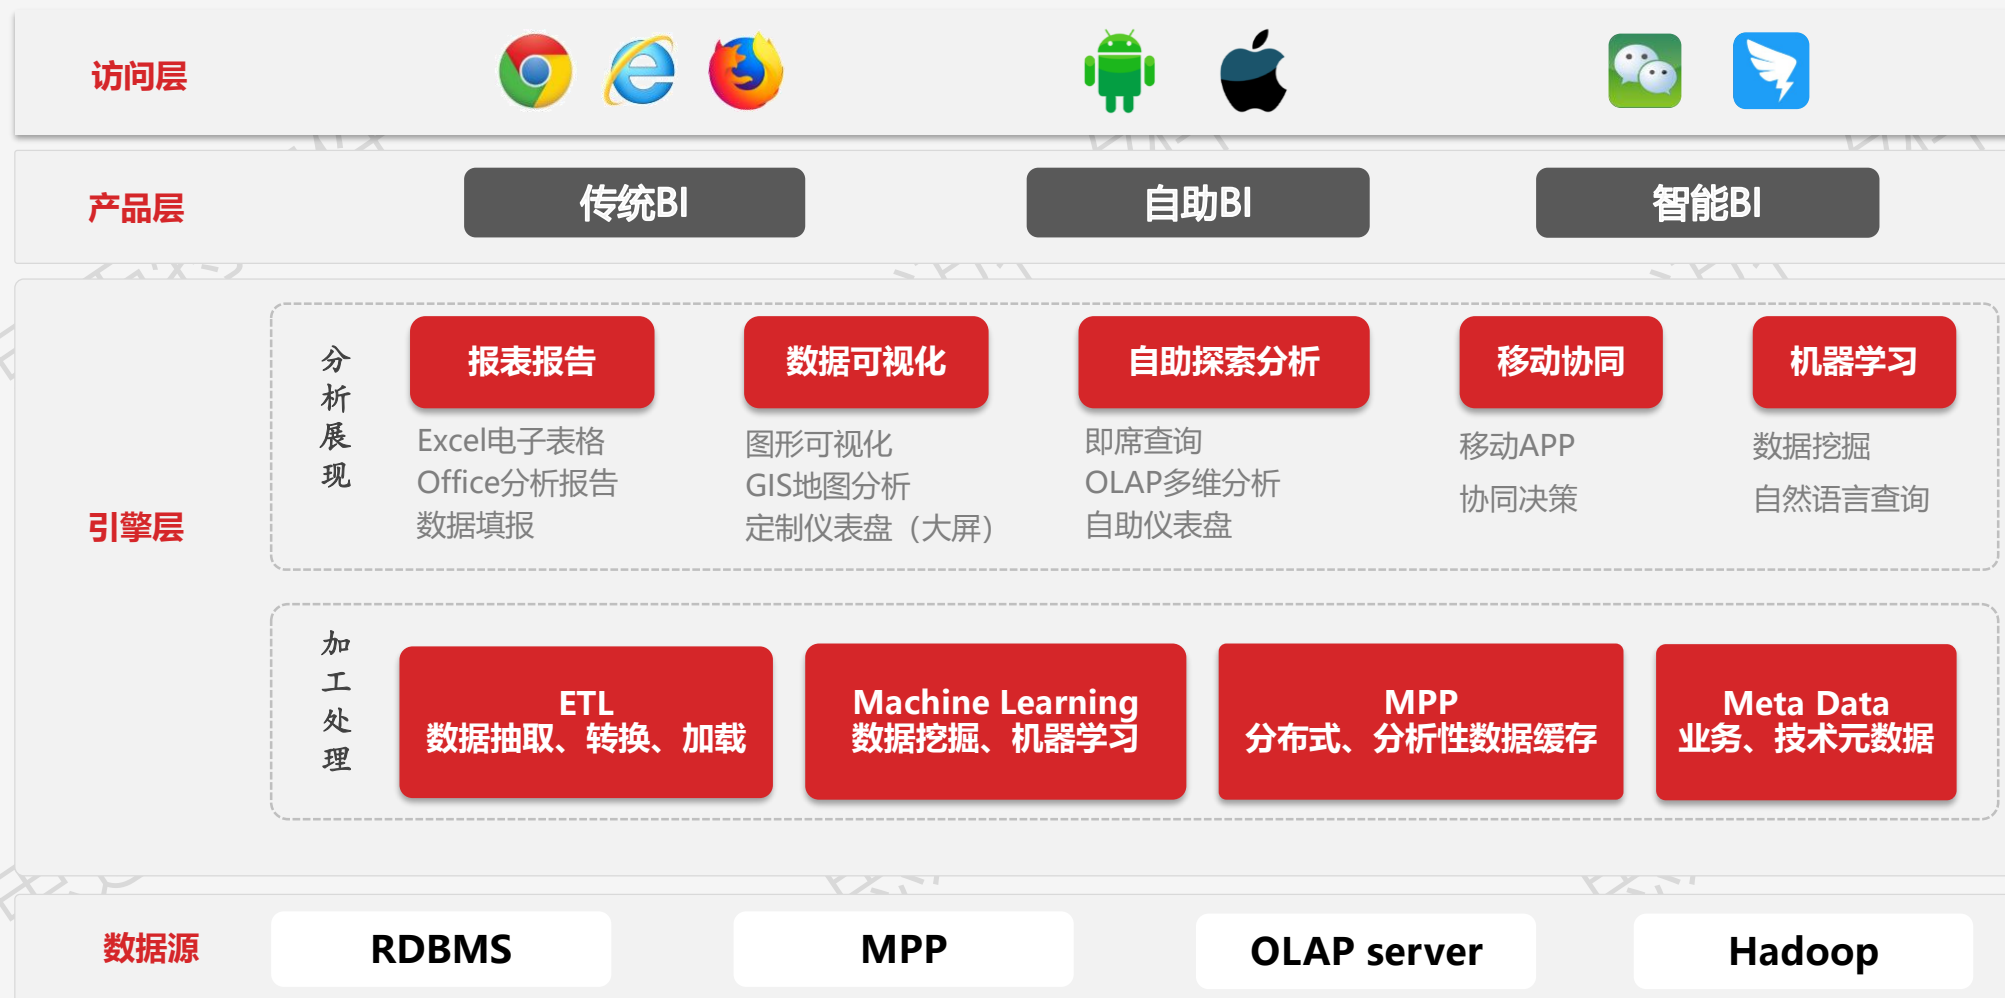 访问层
产品层
传统BI
自助BI
智能BI
引擎层
分析展现
报表报告
Excel电子表格
Office分析报告
数据填报
数据可视化
图形可视化
GIS地图分析
定制仪表盘（大屏）
自助探索分析
即席查询
OLAP多维分析
自助仪表盘
移动协同
移动APP
协同决策
机器学习
数据挖掘
自然语言查询
加工处理
ETL
数据抽取、转换、加载
Machine Learning
数据挖掘、机器学习
MPP
分布式、分析性数据缓存
Meta Data
业务、技术元数据
数据源
RDBMS
MPP
OLAP server
Hadoop